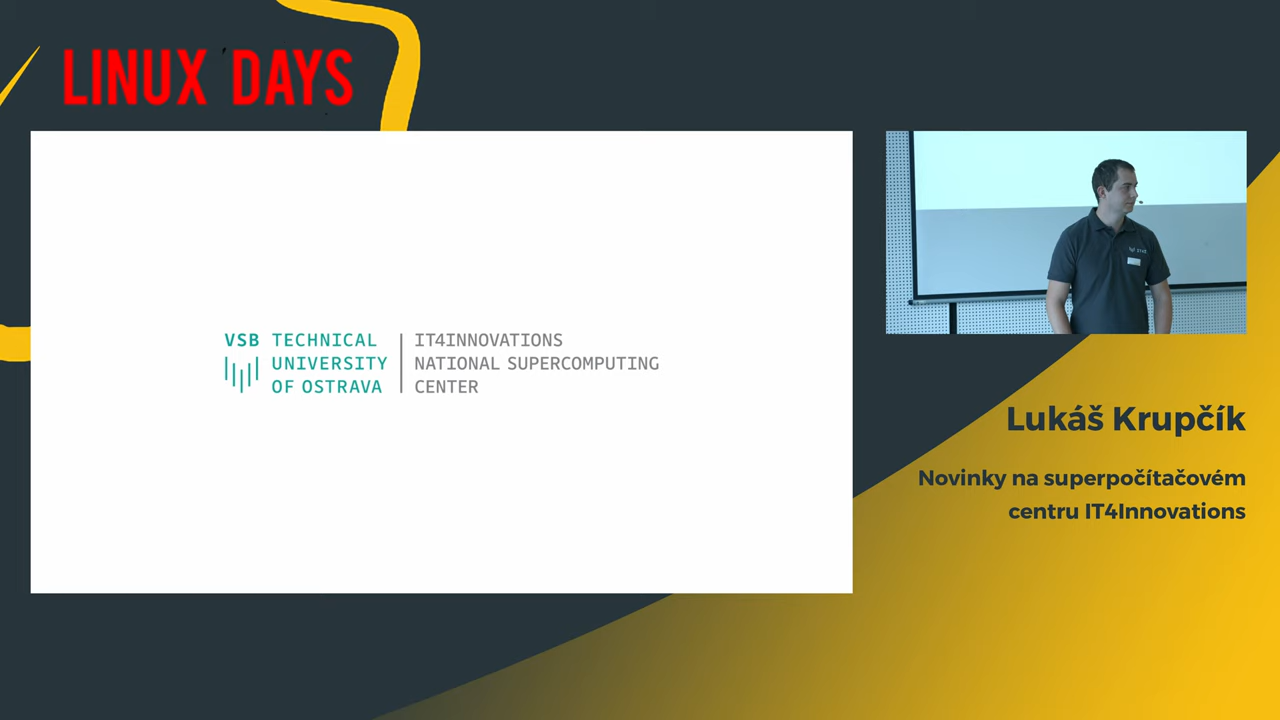 LINUX DAYS
VSB TECHNICAL
UNIVERSITY
OF OSTRAVA
IT4INNOVATIONS
NATIONAL SUPERCOMPUTING
CENTER
Lukáš Krupčík
Novinky na superpočítačovém
centru IT4Innovations